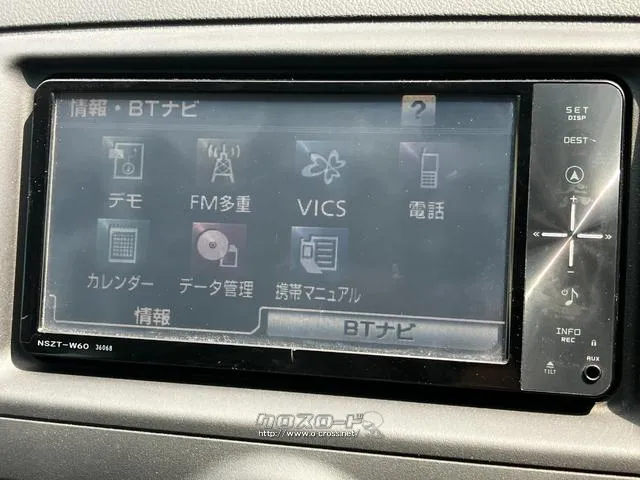 情報・BTナビ
?
デモ
FM多重
VICS
電話
カレンダー
データ管理
携帯マニュアル
情報
BTナビ
NSZT-W60 36068
SET
DISP
DEST
+
«
»
−
INFO
REC
TILT
AUX
クロスロード
http://www.o-cross.net/